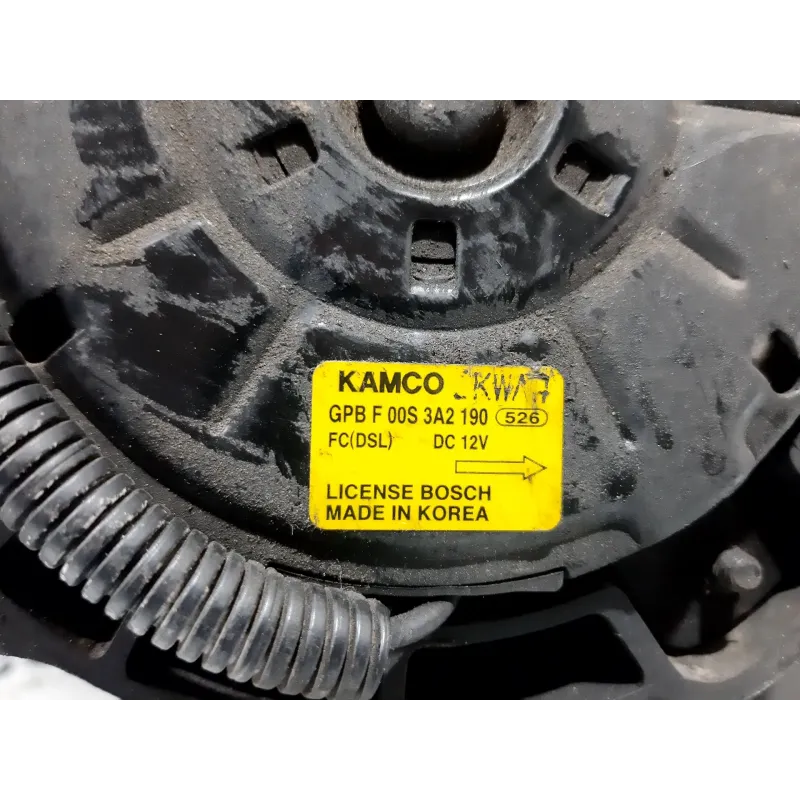 KAMCO
GPB F 00S 3A2 190 526
FC(DSL) DC 12V
LICENSE BOSCH
MADE IN KOREA